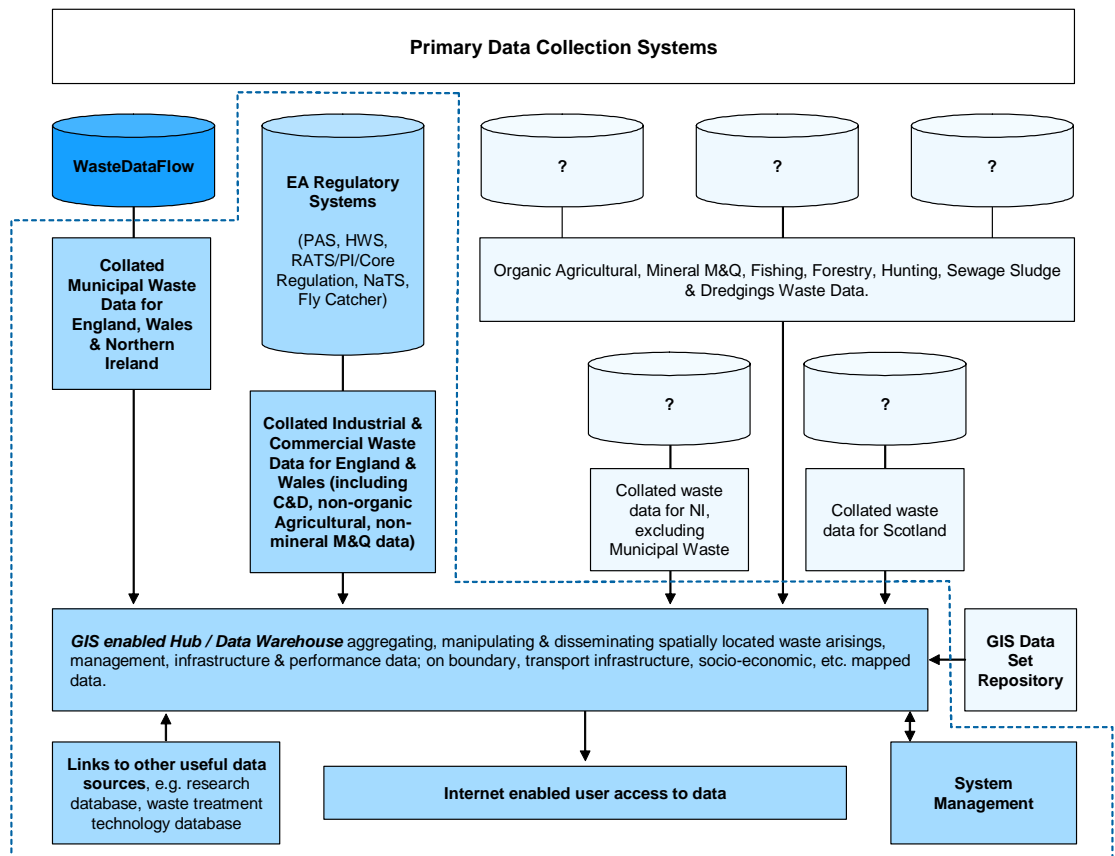 Primary Data Collection Systems
WasteDataFlow
EA Regulatory
Systems
(PAS, HWS,
RATS/PI/Core
Regulation, NaTS,
Fly Catcher)
?
?
?
Collated
Municipal Waste
Data for
England, Wales
& Northern
Ireland
Organic Agricultural, Mineral M&Q, Fishing, Forestry, Hunting, Sewage Sludge
& Dredgings Waste Data.
?
?
Collated Industrial &
Commercial Waste
Data for England &
Wales (including
C&D, non-organic
Agricultural, non-
mineral M&Q data)
Collated waste
data for NI,
excluding
Municipal Waste
Collated waste
data for Scotland
GIS enabled Hub / Data Warehouse aggregating, manipulating & disseminating spatially located waste arisings,
management, infrastructure & performance data; on boundary, transport infrastructure, socio-economic, etc. mapped
data.
GIS Data
Set
Repository
Links to other useful data
sources, e.g. research
database, waste treatment
technology database
Internet enabled user access to data
System
Management